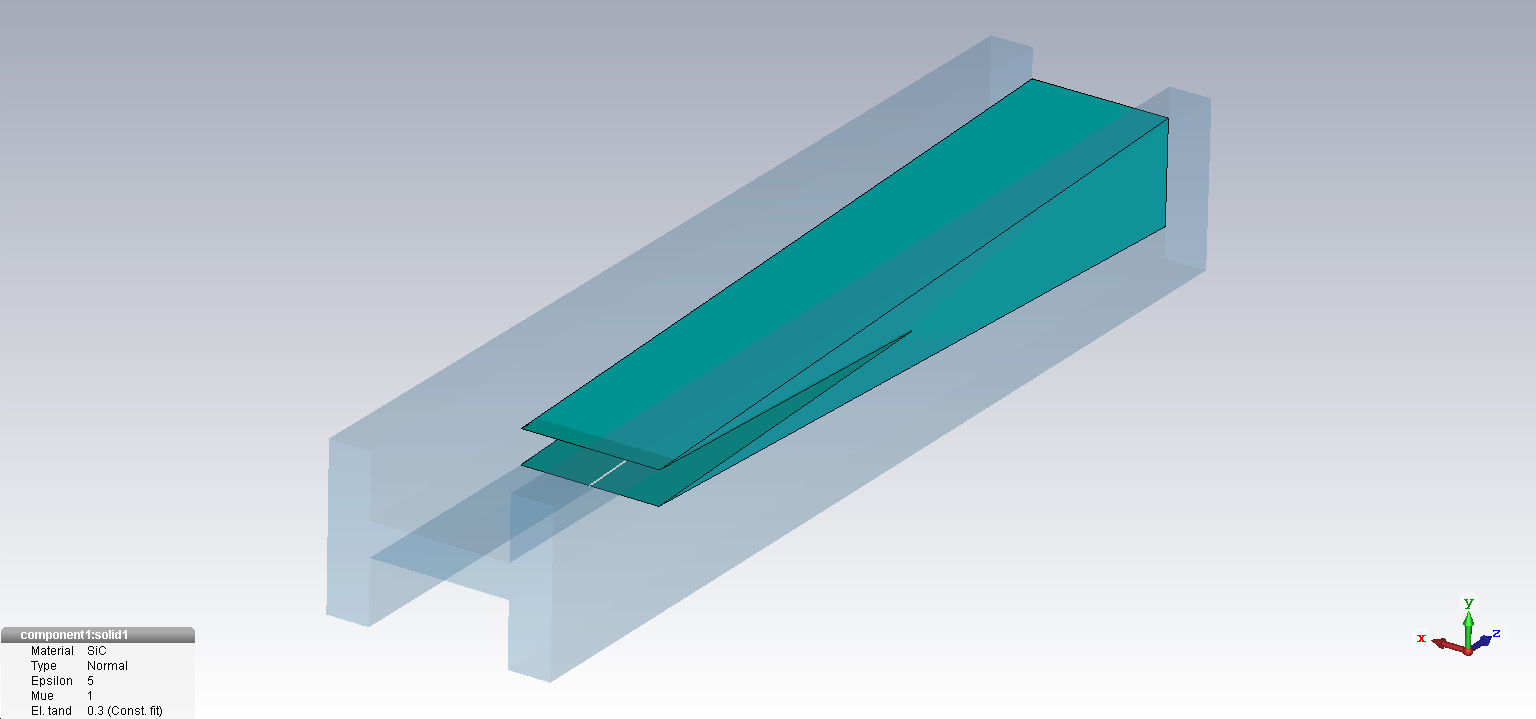 component1:solid1
Material SiC
Type Normal
Epsilon 5
Mue 1
El. tand 0.3 (Const. fit)
y
x
z